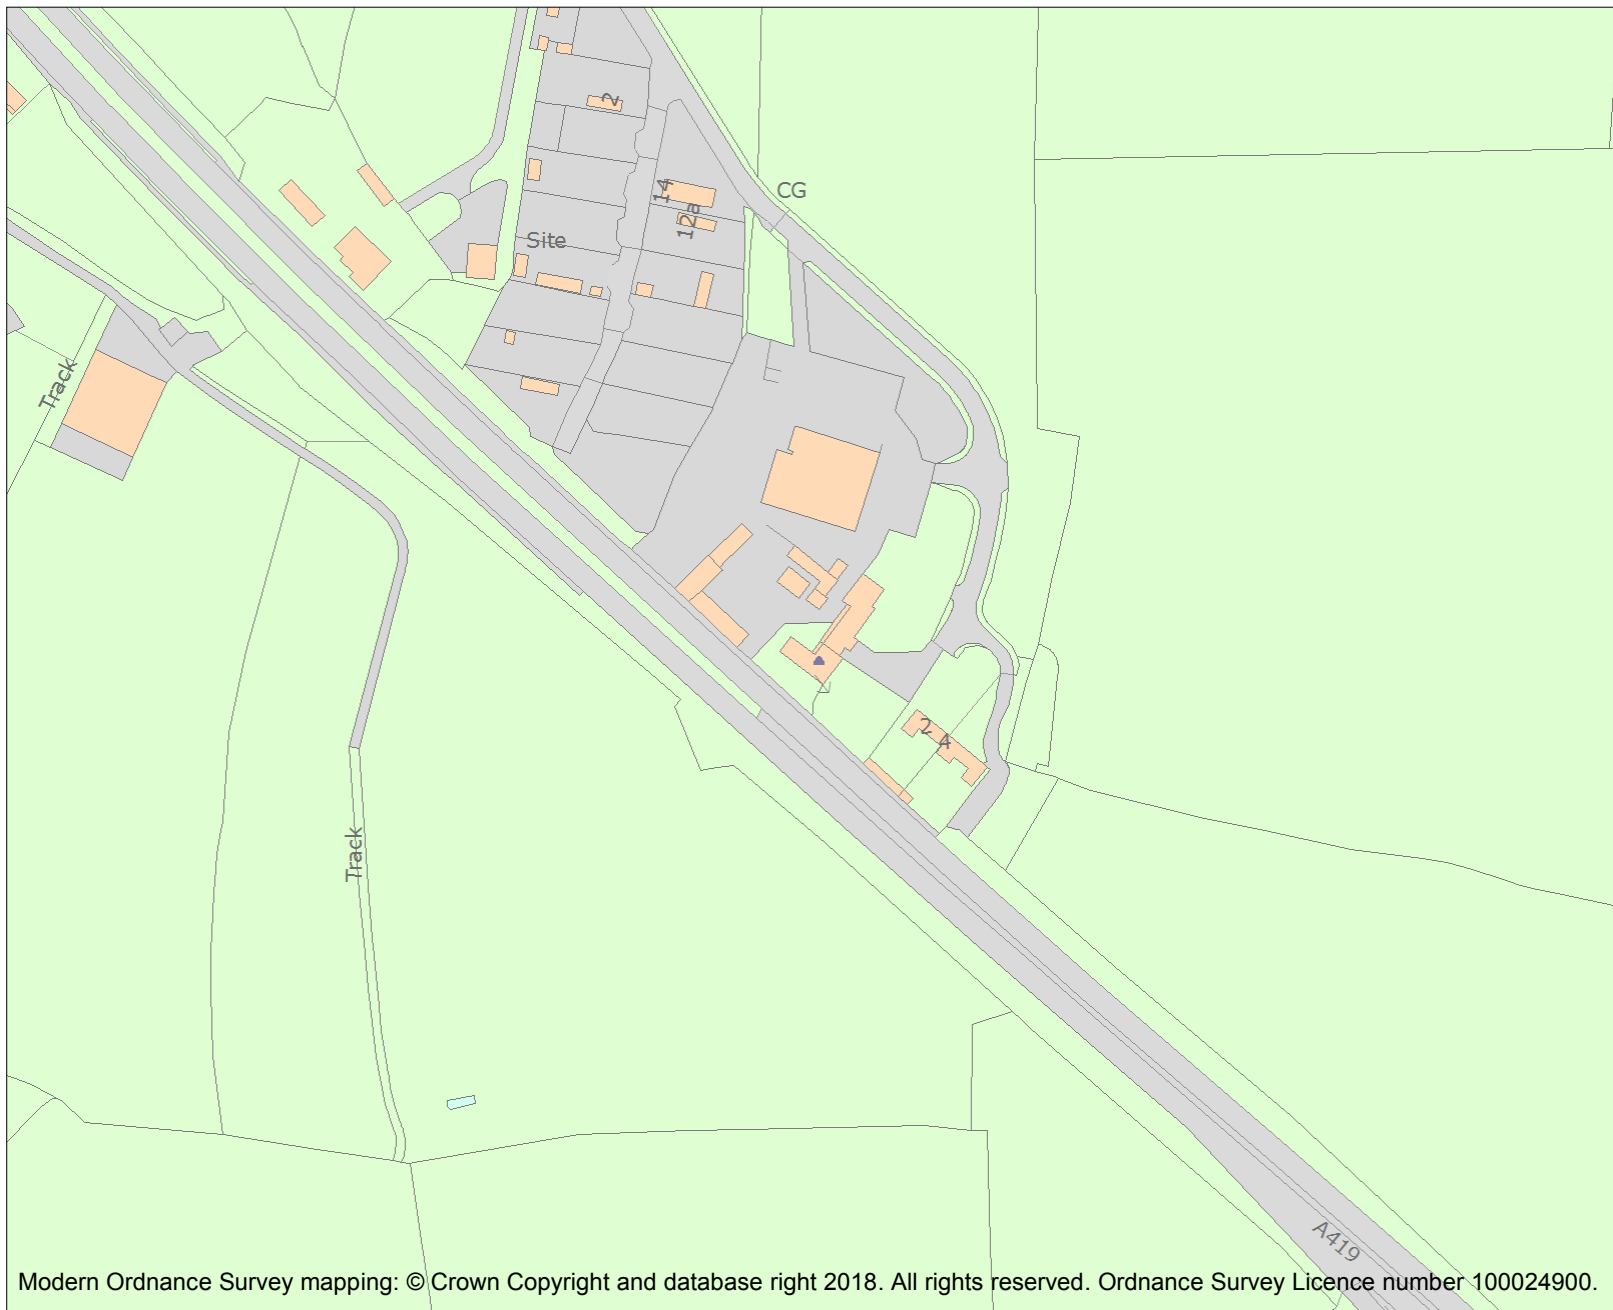 2
CG
14
12a
Site
Track
2
4
Track
A419
Modern Ordnance Survey mapping: © Crown Copyright and database right 2018. All rights reserved. Ordnance Survey Licence number 100024900.